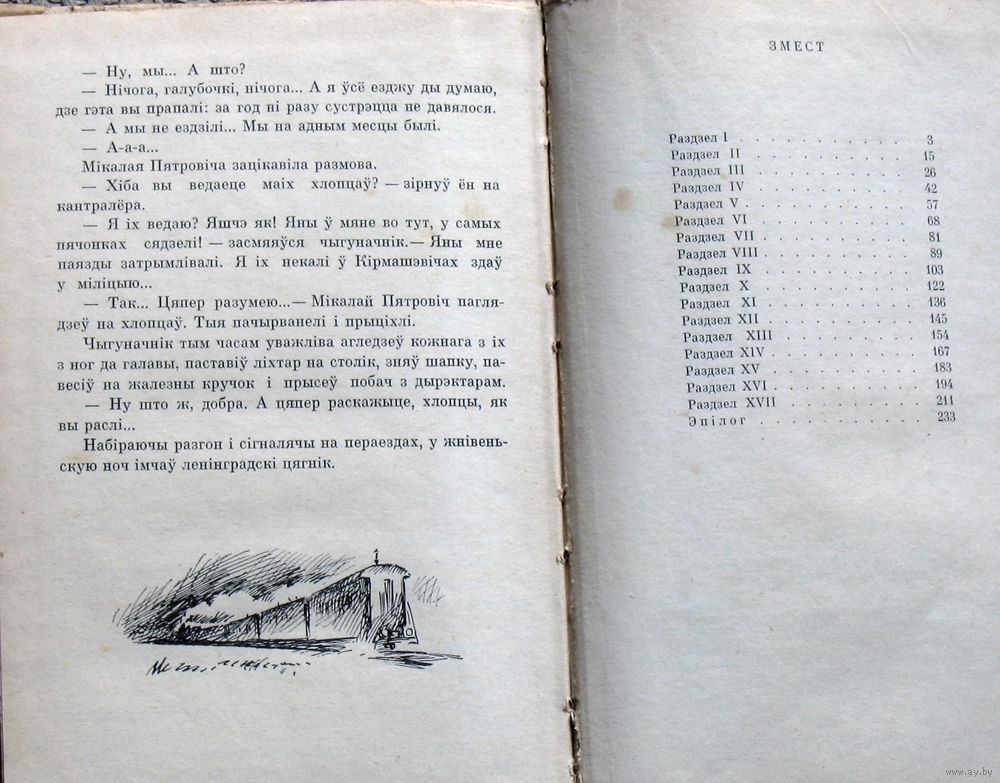 — Ну, мы... А што?
— Нічога, галубочкі, нічога... А я ўсё езджу ды думаю,
дзе гэта вы прапалі: за год ні разу сустрэцца не давялося.
— А мы не ездзілі... Мы на адным месцы былі.
— А-а-а...
Мікалая Пятровіча зацікавіла размова.
— Хіба вы ведаеце маіх хлопцаў? — зірнуў ён на
кантралёра.
— Я іх ведаю? Яшчэ як! Яны ў мяне во тут, у самых
пячонках сядзелі! — засмяяўся чыгуначнік.— Яны мне
паязды затрымлівалі. Я іх некалі ў Кірмашэвічах здаў
у міліцыю...
— Так... Цяпер разумею...— Мікалай Пятровіч пагля-
дзеў на хлопцаў. Тыя пачырванелі і прыціхлі.
Чыгуначнік тым часам уважліва агледзеў кожнага з іх
з ног да галавы, паставіў ліхтар на столік, зняў шапку, па-
весіў на жалезны кручок і прысеў побач з дырэктарам.
— Ну што ж, добра. А цяпер раскажыце, хлопцы, як
вы раслі...
Набіраючы разгон і сігналячы на пераездах, у жнівень-
скую ноч імчаў ленінградскі цягнік.
ЗМЕСТ
Раздзел I . . . . . . . . . . 3
Раздзел II . . . . . . . . . . 15
Раздзел III . . . . . . . . . . 26
Раздзел IV . . . . . . . . . . 42
Раздзел V . . . . . . . . . . 57
Раздзел VI . . . . . . . . . . 68
Раздзел VII . . . . . . . . . . 81
Раздзел VIII . . . . . . . . . . 89
Раздзел IX . . . . . . . . . . 103
Раздзел X . . . . . . . . . . 122
Раздзел XI . . . . . . . . . . 136
Раздзел XII . . . . . . . . . . 145
Раздзел XIII . . . . . . . . . . 154
Раздзел XIV . . . . . . . . . . 167
Раздзел XV . . . . . . . . . . 183
Раздзел XVI . . . . . . . . . . 194
Раздзел XVII . . . . . . . . . . 211
Эпілог . . . . . . . . . . 233
www.ay.by